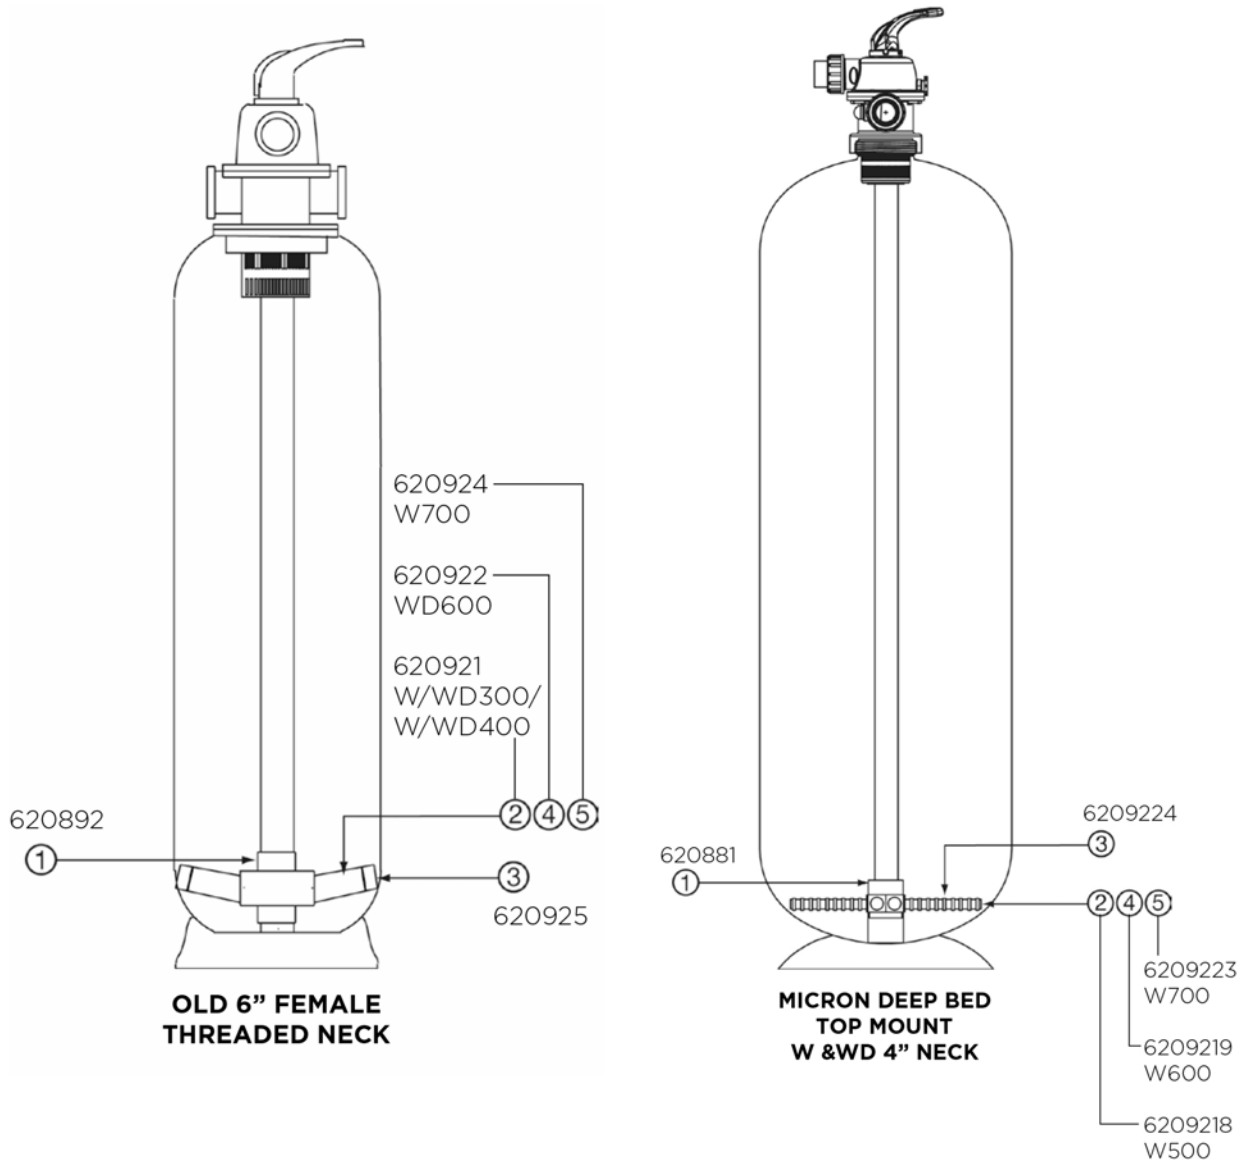 620924
W700
620922
WD600
620921
W/WD300/
W/WD400
2 4 5
620892
1
3
620925
OLD 6” FEMALE
THREADED NECK
6209224
3
620881
1
2 4 5
6209223
W700
6209219
W600
6209218
W500
MICRON DEEP BED
TOP MOUNT
W &WD 4” NECK